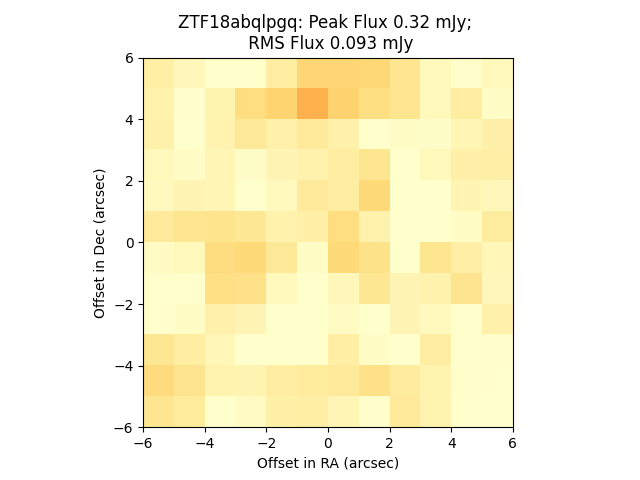 ZTF18abqlpgq: Peak Flux 0.32 mJy;
RMS Flux 0.093 mJy
6
4
2
0
−2
−4
−6
Offset in Dec (arcsec)
−6 −4 −2 0 2 4 6
Offset in RA (arcsec)